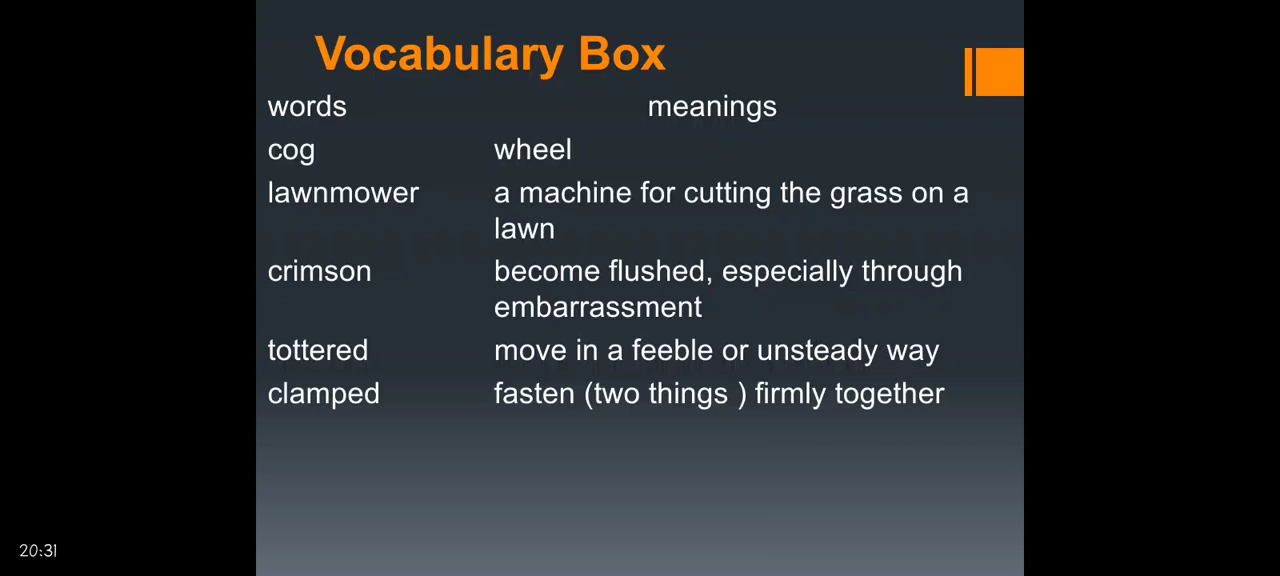 Vocabulary Box
words meanings
cog wheel
lawnmower a machine for cutting the grass on a
lawn
crimson become flushed, especially through
embarrassment
tottered move in a feeble or unsteady way
clamped fasten (two things ) firmly together
20:31